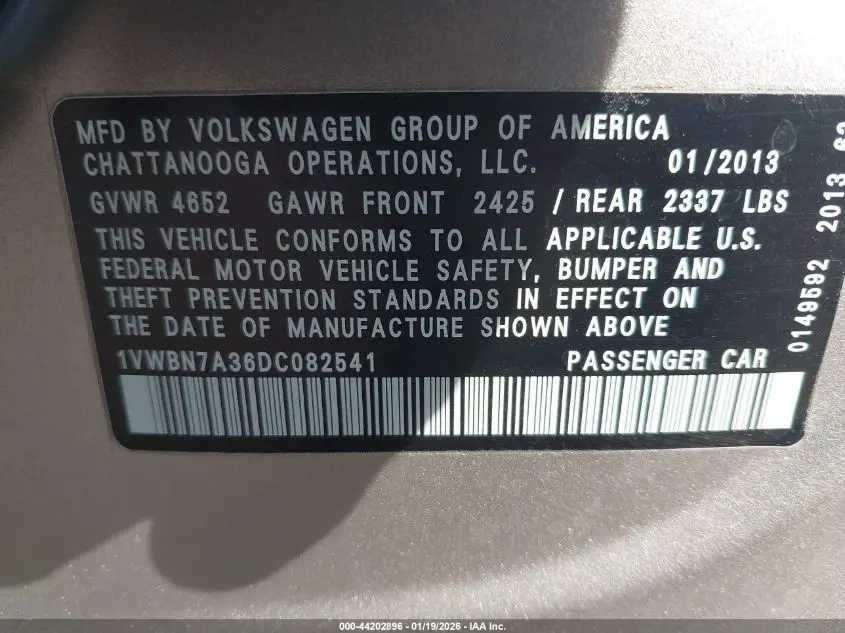 MFD BY VOLKSWAGEN GROUP OF AMERICA
CHATTANOOGA OPERATIONS, LLC. 01/2013
GVWR 4652 GAWR FRONT 2425 / REAR 2337 LBS
THIS VEHICLE CONFORMS TO ALL APPLICABLE U.S.
FEDERAL MOTOR VEHICLE SAFETY, BUMPER AND
THEFT PREVENTION STANDARDS IN EFFECT ON
THE DATE OF MANUFACTURE SHOWN ABOVE
1VWBN7A36DC082541 PASSENGER CAR
0149592 2013
000-44202896 - 01/19/2026 - IAA Inc.